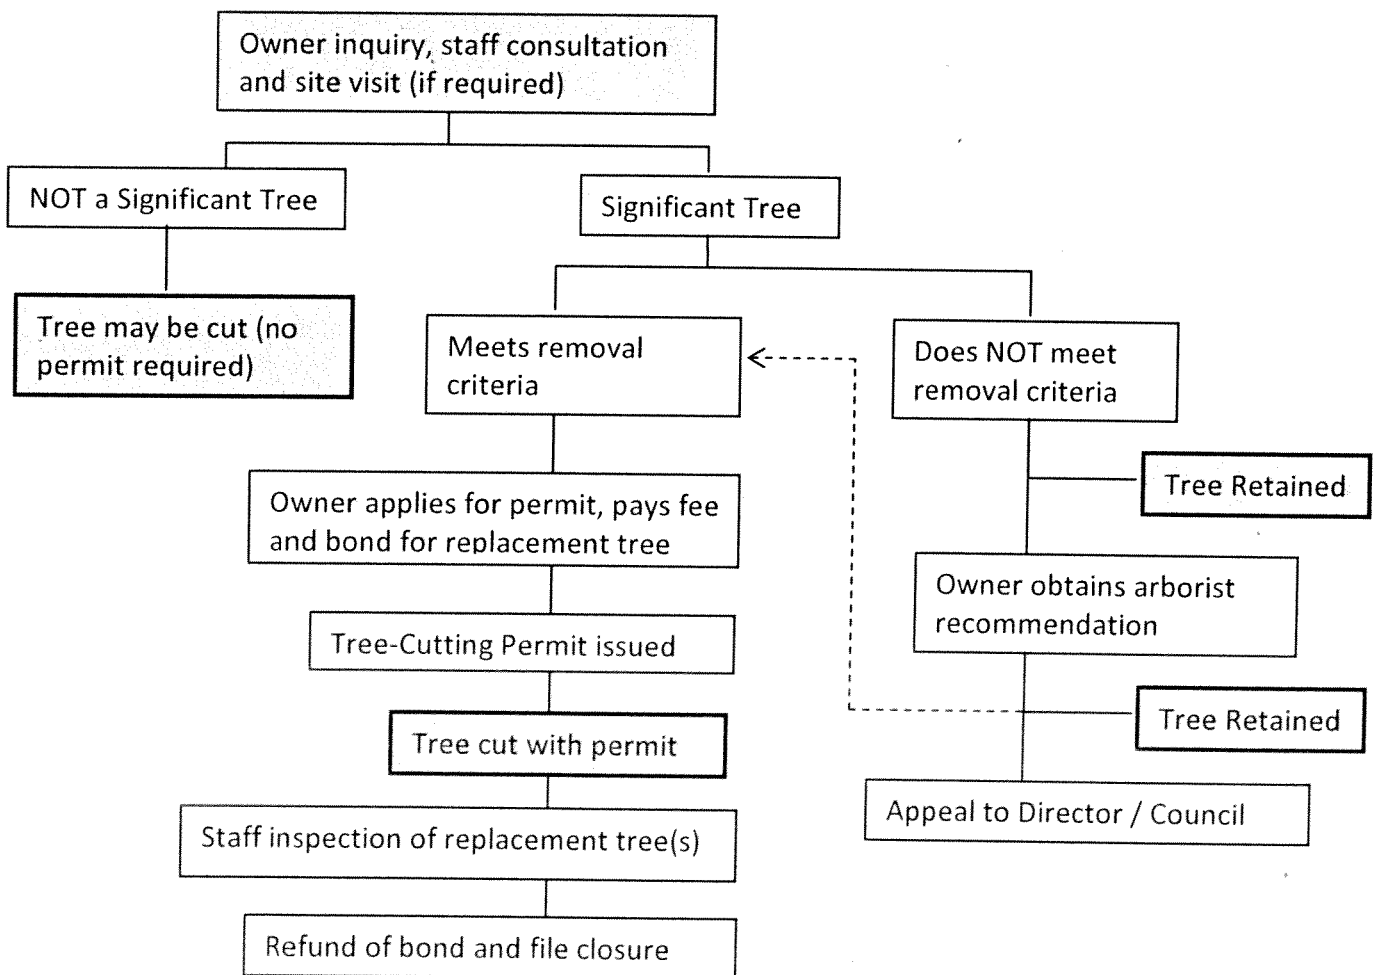 Owner inquiry, staff consultation
and site visit (if required)
NOT a Significant Tree
Significant Tree
Tree may be cut (no
permit required)
Meets removal
criteria
Does NOT meet
removal criteria
Tree Retained
Owner applies for permit, pays fee
and bond for replacement tree
Owner obtains arborist
recommendation
Tree-Cutting Permit issued
Tree Retained
Tree cut with permit
Appeal to Director / Council
Staff inspection of replacement tree(s)
Refund of bond and file closure